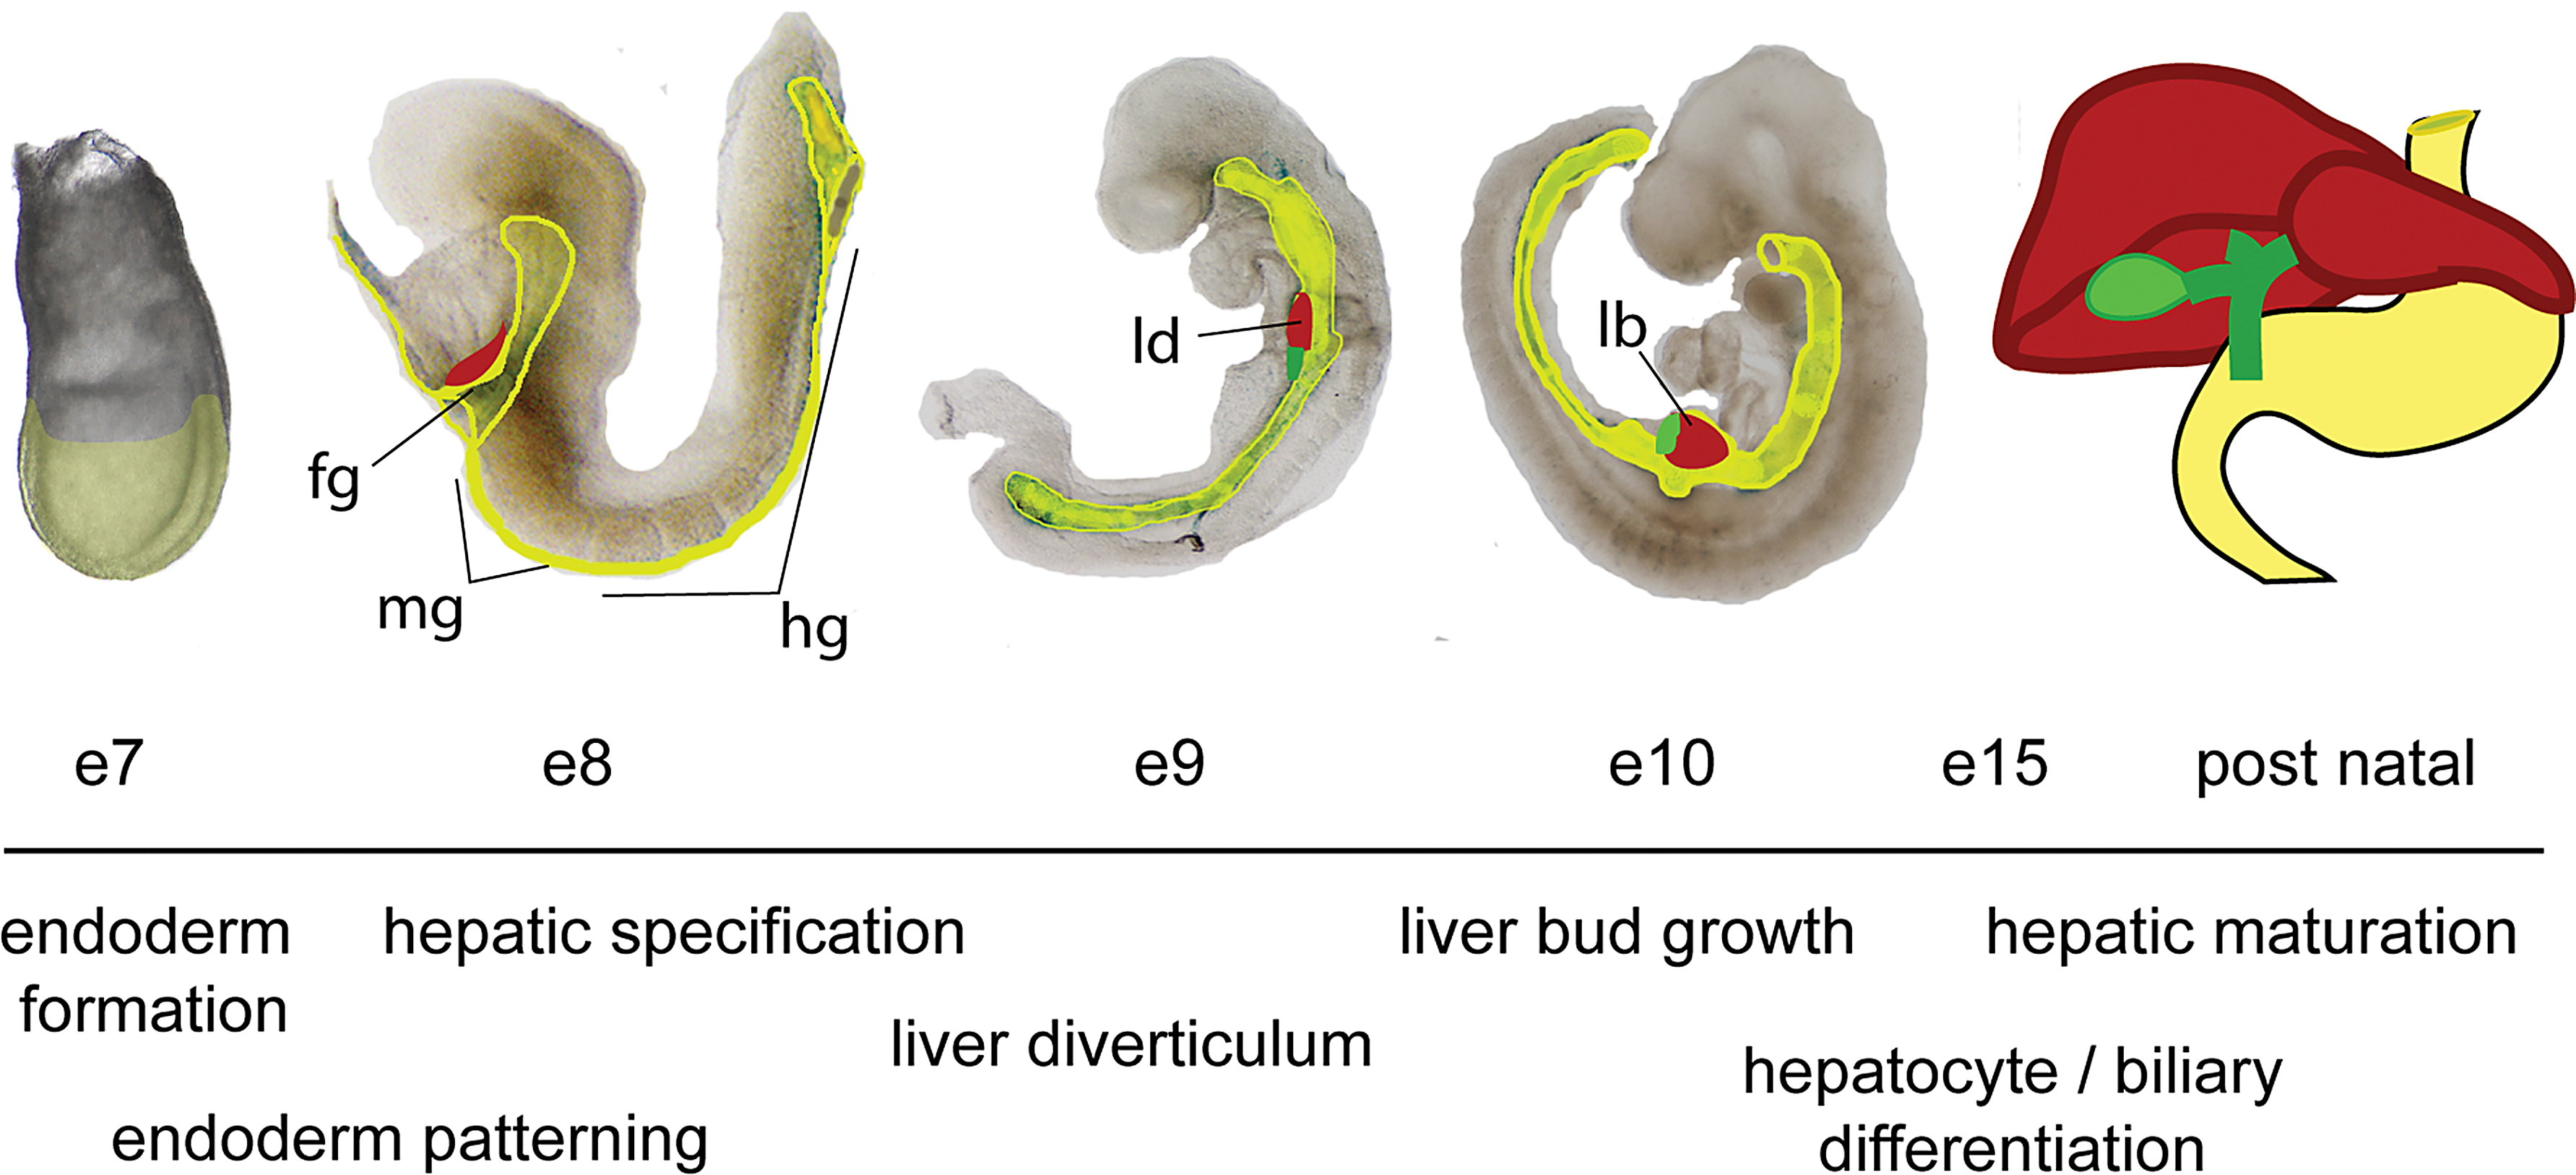 ld
lb
fg
mg
hg
e7
e8
e9
e10
e15
post natal
endoderm
formation
hepatic specification
liver bud growth
hepatic maturation
liver diverticulum
hepatocyte / biliary
differentiation
endoderm patterning